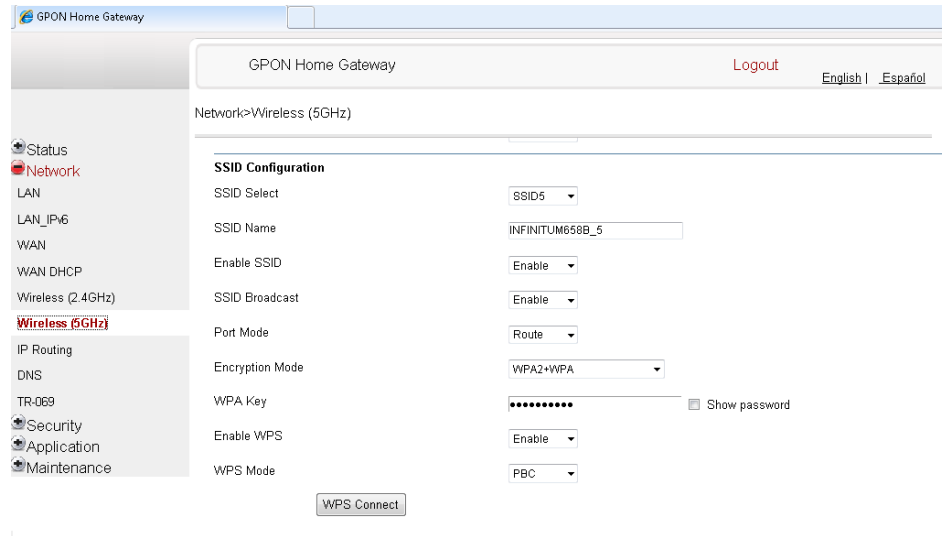 GPON Home Gateway
GPON Home Gateway
Logout
English | Español
Network>Wireless (5GHz)
Status
Network
LAN
LAN_IPv6
WAN
WAN DHCP
Wireless (2.4GHz)
Wireless (5GHz)
IP Routing
DNS
TR-069
Security
Application
Maintenance
SSID Configuration
SSID Select SSID5
SSID Name INFINITUM658B_5
Enable SSID Enable
SSID Broadcast Enable
Port Mode Route
Encryption Mode WPA2+WPA
WPA Key •••••••••• Show password
Enable WPS Enable
WPS Mode PBC
WPS Connect